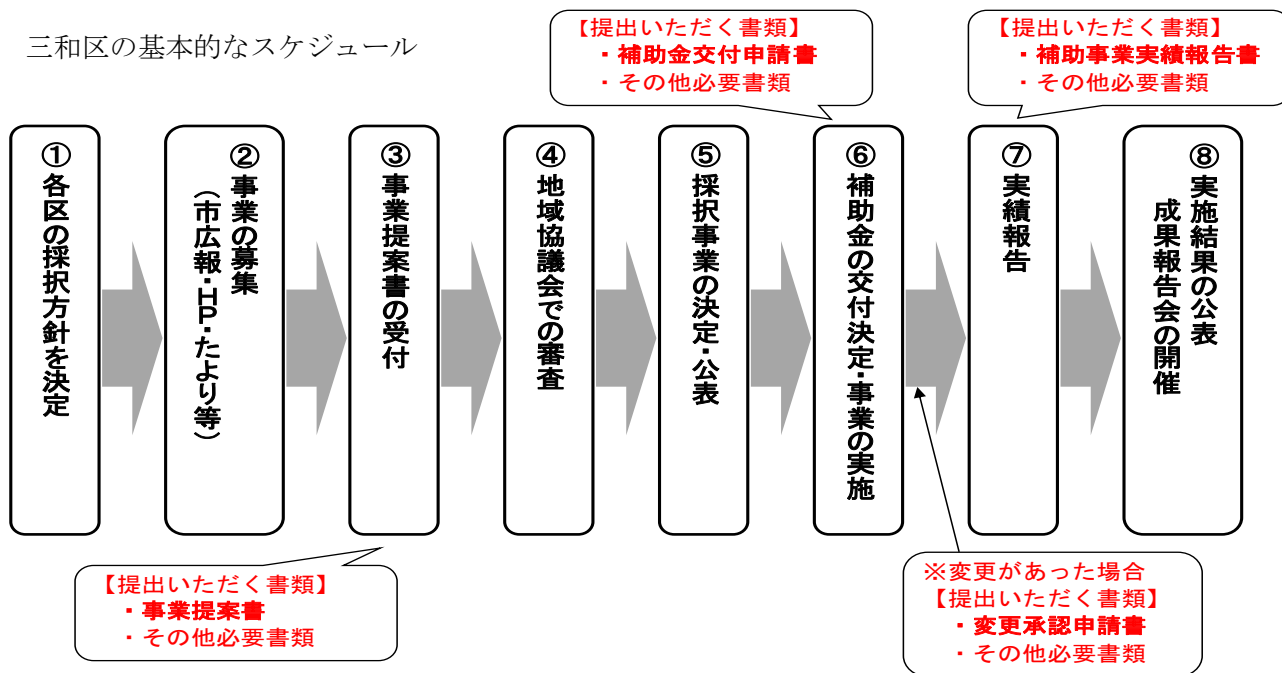 三和区の基本的なスケジュール
【提出いただく書類】
・補助金交付申請書
・その他必要書類
【提出いただく書類】
・補助事業実績報告書
・その他必要書類
①各区の採択方針を決定
②事業の募集
（市広報・HP・たより等）
③事業提案書の受付
④地域協議会での審査
⑤採択事業の決定・公表
⑥補助金の交付決定・事業の実施
⑦実績報告
⑧実施結果の公表
成果報告会の開催
【提出いただく書類】
・事業提案書
・その他必要書類
※変更があった場合
【提出いただく書類】
・変更承認申請書
・その他必要書類